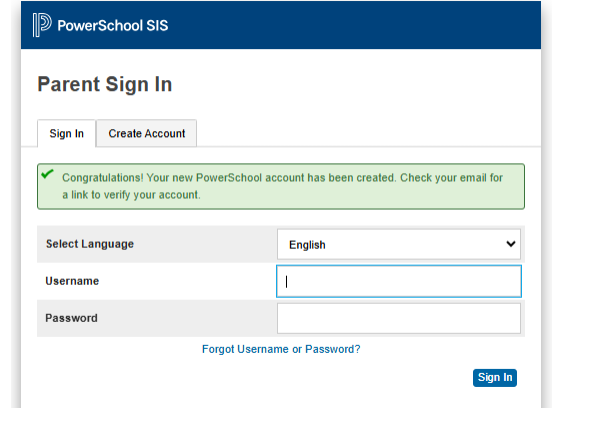 PowerSchool SIS
Parent Sign In
Sign In
Create Account
Congratulations! Your new PowerSchool account has been created. Check your email for
a link to verify your account.
Select Language
English
Username
Password
Forgot Username or Password?
Sign In